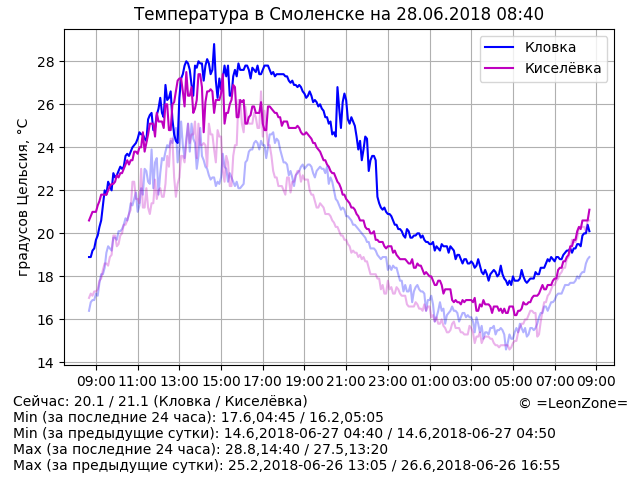 Температура в Смоленске на 28.06.2018 08:40
Кловка
Киселёвка
градусов Цельсия, °C
28
26
24
22
20
18
16
14
09:00 11:00 13:00 15:00 17:00 19:00 21:00 23:00 01:00 03:00 05:00 07:00 09:00
Сейчас: 20.1 / 21.1 (Кловка / Киселёвка)
© =LeonZone=
Min (за последние 24 часа): 17.6,04:45 / 16.2,05:05
Min (за предыдущие сутки): 14.6,2018-06-27 04:40 / 14.6,2018-06-27 04:50
Max (за последние 24 часа): 28.8,14:40 / 27.5,13:20
Max (за предыдущие сутки): 25.2,2018-06-26 13:05 / 26.6,2018-06-26 16:55